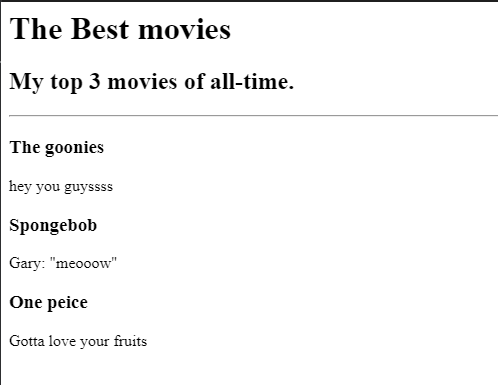 The Best movies
My top 3 movies of all-time.
The goonies
hey you guyssss
Spongebob
Gary: "meooow"
One peice
Gotta love your fruits